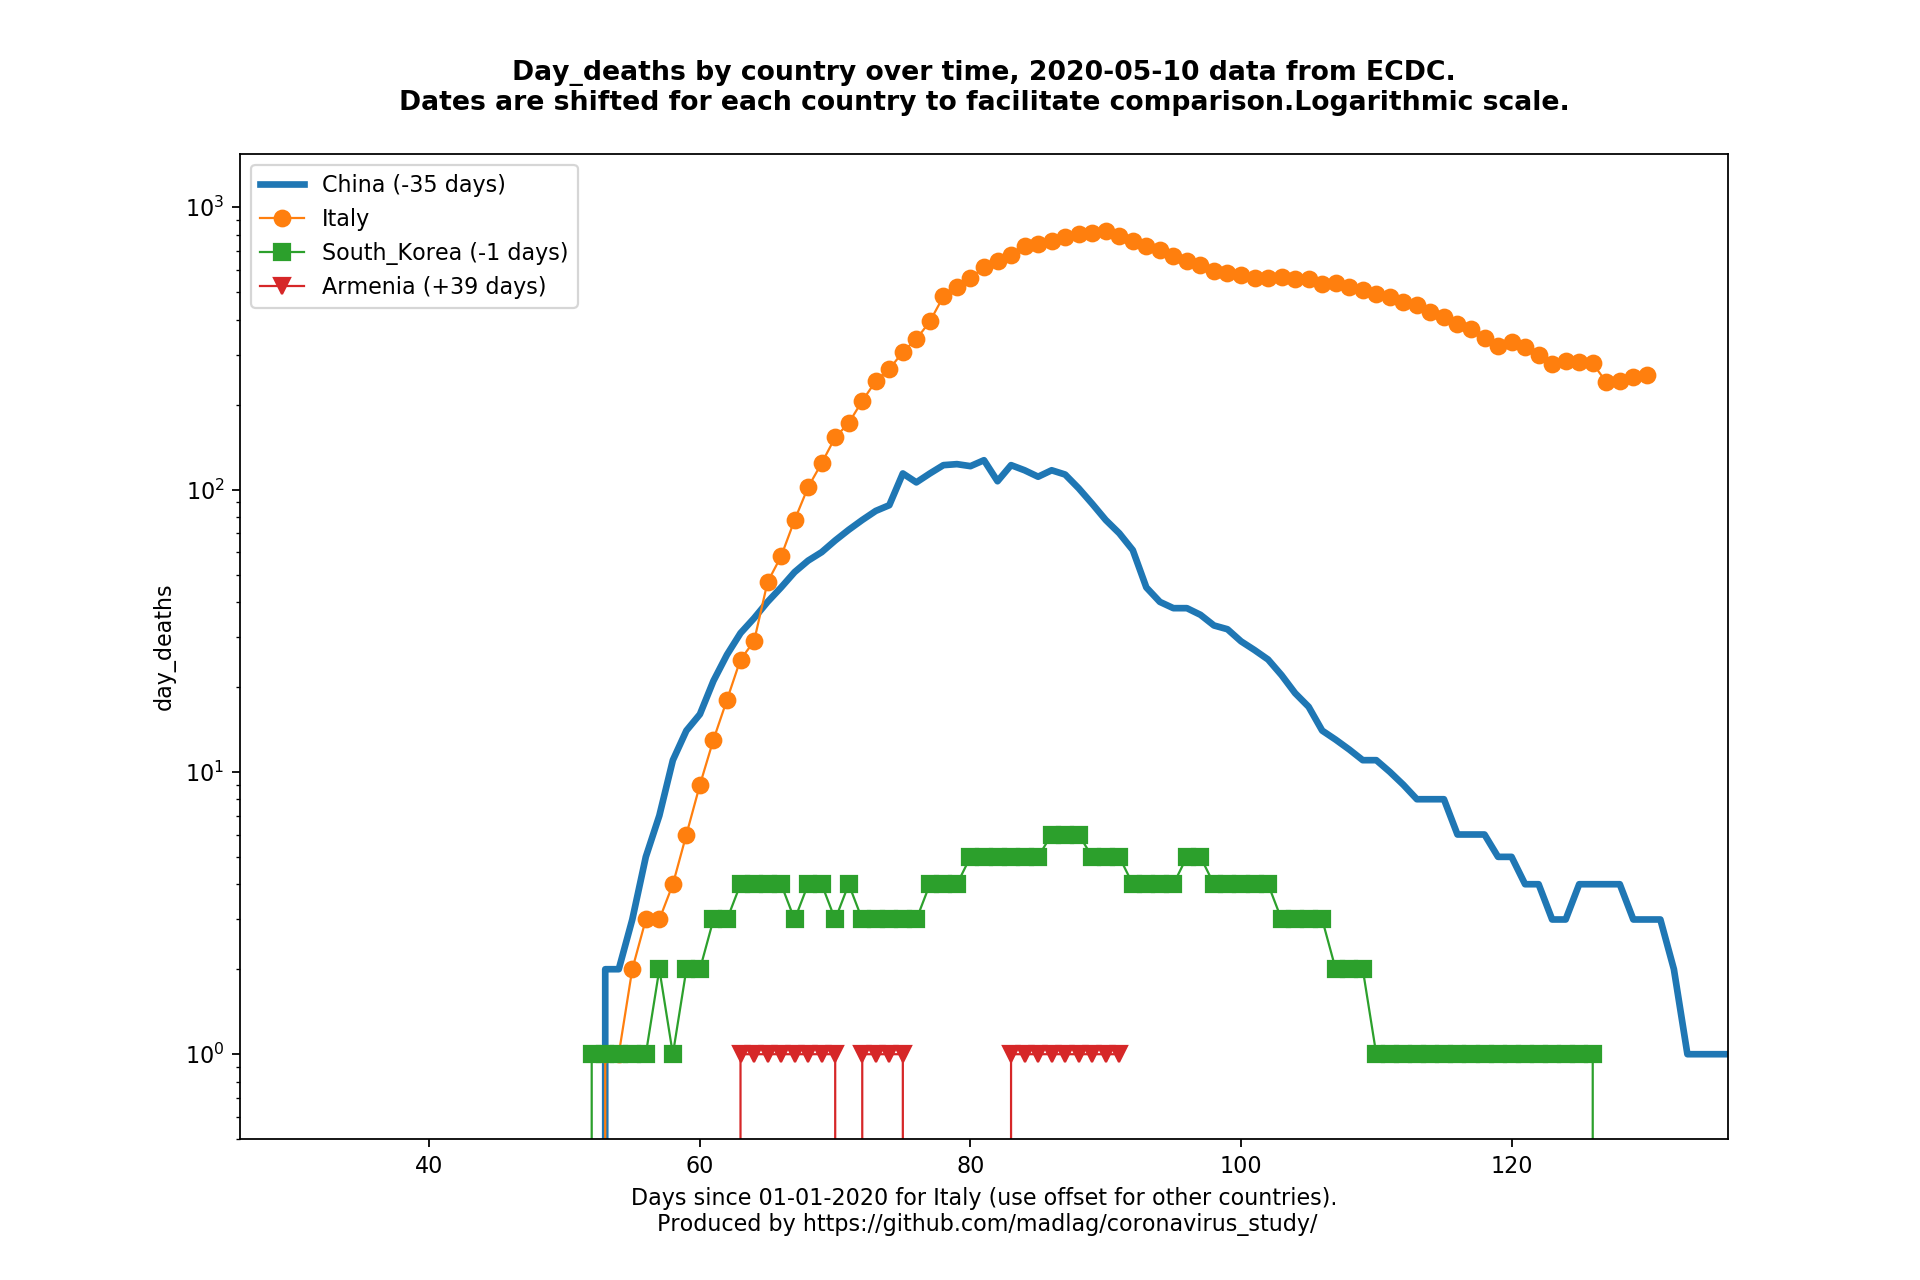 Day_deaths by country over time, 2020-05-10 data from ECDC.
Dates are shifted for each country to facilitate comparison.Logarithmic scale.
China (-35 days)
Italy
South_Korea (-1 days)
Armenia (+39 days)
10³
10²
10¹
10⁰
day_deaths
40 60 80 100 120
Days since 01-01-2020 for Italy (use offset for other countries).
Produced by https://github.com/madlag/coronavirus_study/